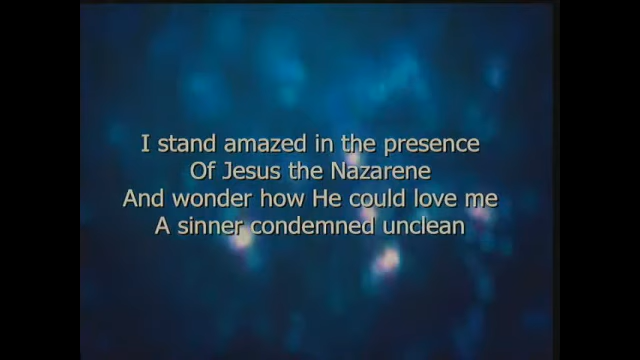 I stand amazed in the presence
Of Jesus the Nazarene
And wonder how He could love me
A sinner condemned unclean